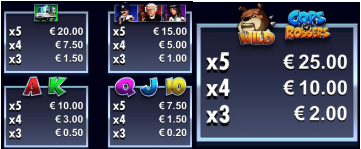 x5 € 20.00
x4 € 7.50
x3 € 1.50
x5 € 15.00
x4 € 5.00
x3 € 1.00
A K
x5 € 10.00
x4 € 3.00
x3 € 0.50
Q J 10
x5 € 7.50
x4 € 1.50
x3 € 0.20
WILD COPS ROBBERS
x5 € 25.00
x4 € 10.00
x3 € 2.00